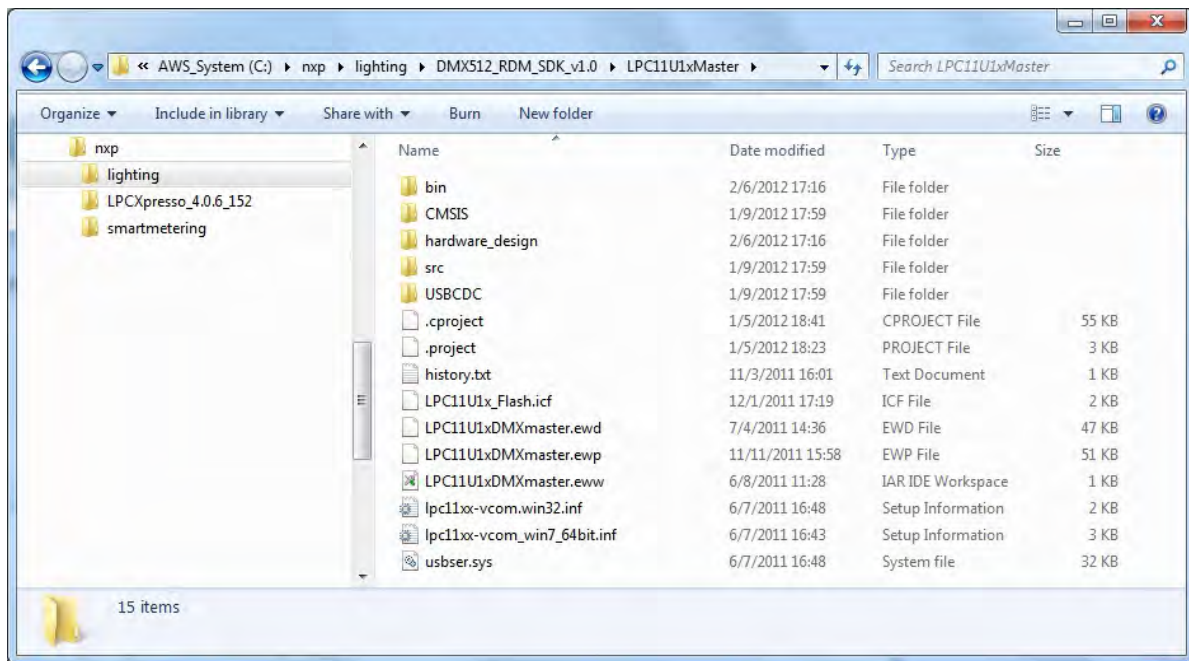 « AWS_System (C:) ▸ nxp ▸ lighting ▸ DMX512_RDM_SDK_v1.0 ▸ LPC11U1xMaster ▸ Search LPC11U1xMaster
Organize Include in library Share with Burn New folder
nxp
lighting
LPCXpresso_4.0.6_152
smartmetering
Name Date modified Type Size
bin 2/6/2012 17:16 File folder
CMSIS 1/9/2012 17:59 File folder
hardware_design 2/6/2012 17:16 File folder
src 1/9/2012 17:59 File folder
USBCDC 1/9/2012 17:59 File folder
.cproject 1/5/2012 18:41 CPROJECT File 55 KB
.project 1/5/2012 18:23 PROJECT File 3 KB
history.txt 11/3/2011 16:01 Text Document 1 KB
LPC11U1x_Flash.icf 12/1/2011 17:19 ICF File 2 KB
LPC11U1xDMXmaster.ewd 7/4/2011 14:36 EWD File 47 KB
LPC11U1xDMXmaster.ewp 11/11/2011 15:58 EWP File 51 KB
LPC11U1xDMXmaster.eww 6/8/2011 11:28 IAR IDE Workspace 1 KB
lpc11xx-vcom.win32.inf 6/7/2011 16:48 Setup Information 2 KB
lpc11xx-vcom_win7_64bit.inf 6/7/2011 16:43 Setup Information 3 KB
usbser.sys 6/7/2011 16:48 System file 32 KB
15 items